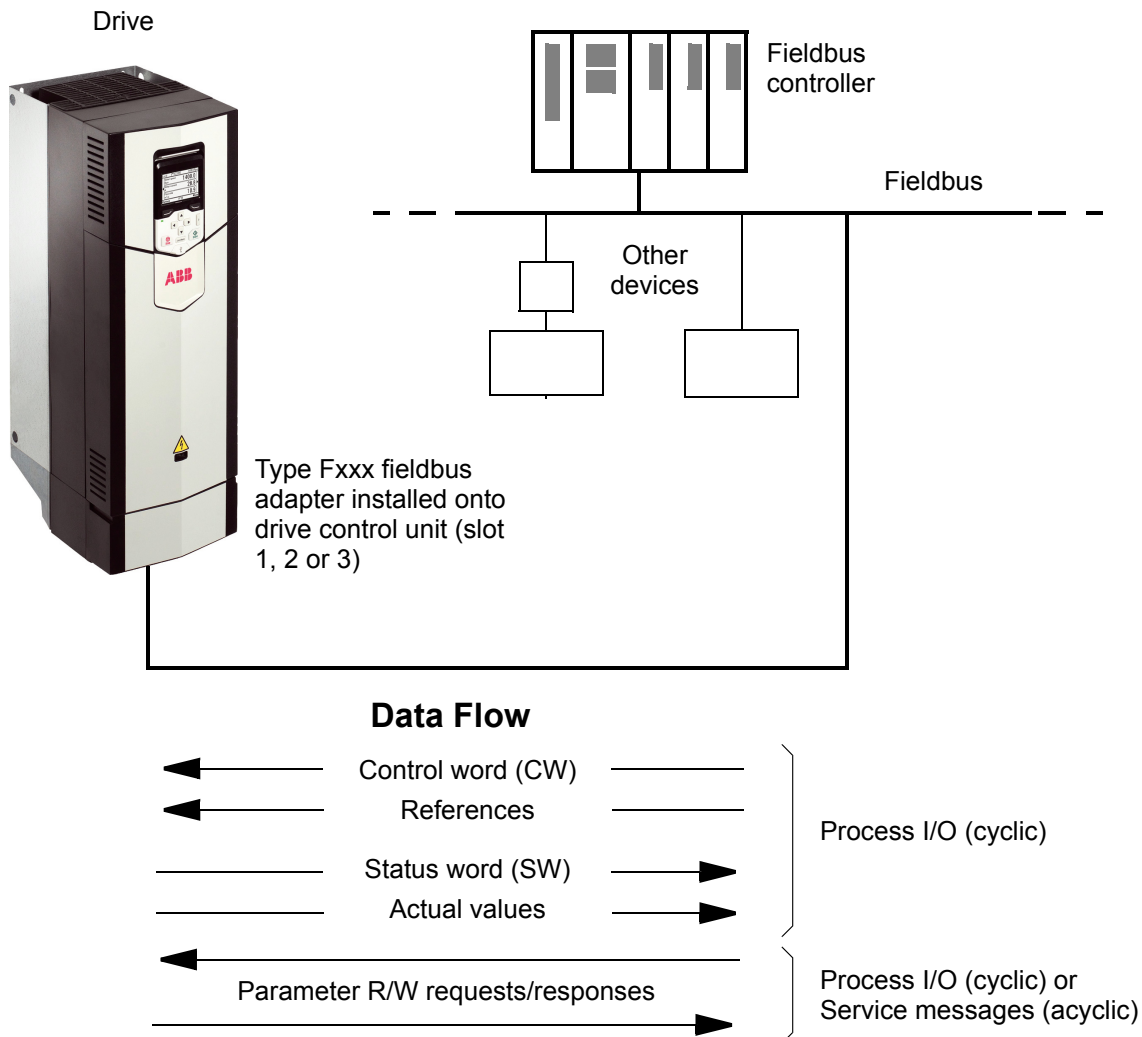 Drive
Fieldbus
controller
Fieldbus
Other
devices
ABB
Type Fxxx fieldbus
adapter installed onto
drive control unit (slot
1, 2 or 3)
Data Flow
Control word (CW)
References
Status word (SW)
Actual values
Process I/O (cyclic)
Parameter R/W requests/responses
Process I/O (cyclic) or
Service messages (acyclic)